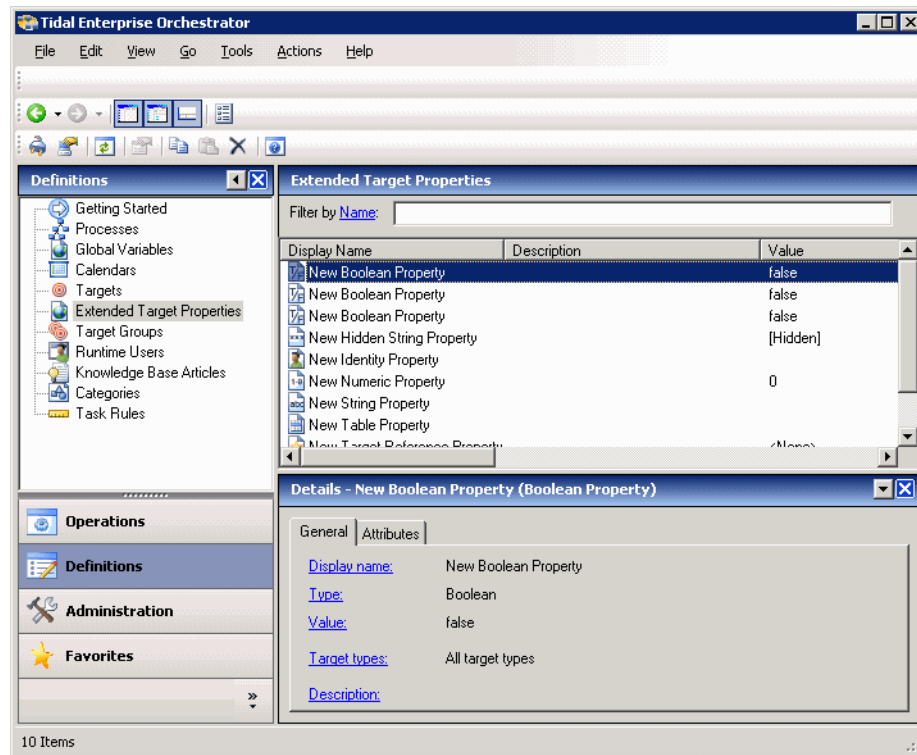 Tidal Enterprise Orchestrator
File Edit View Go Tools Actions Help
Definitions
Getting Started
Processes
Global Variables
Calendars
Targets
Extended Target Properties
Target Groups
Runtime Users
Knowledge Base Articles
Categories
Task Rules
Operations
Definitions
Administration
Favorites
Extended Target Properties
Filter by Name:
Display Name Description Value
New Boolean Property false
New Boolean Property false
New Boolean Property false
New Hidden String Property [Hidden]
New Identity Property
New Numeric Property 0
New String Property
New Table Property
New Target Reference Property <None>
Details - New Boolean Property (Boolean Property)
General Attributes
Display name: New Boolean Property
Type: Boolean
Value: false
Target types: All target types
Description:
10 Items